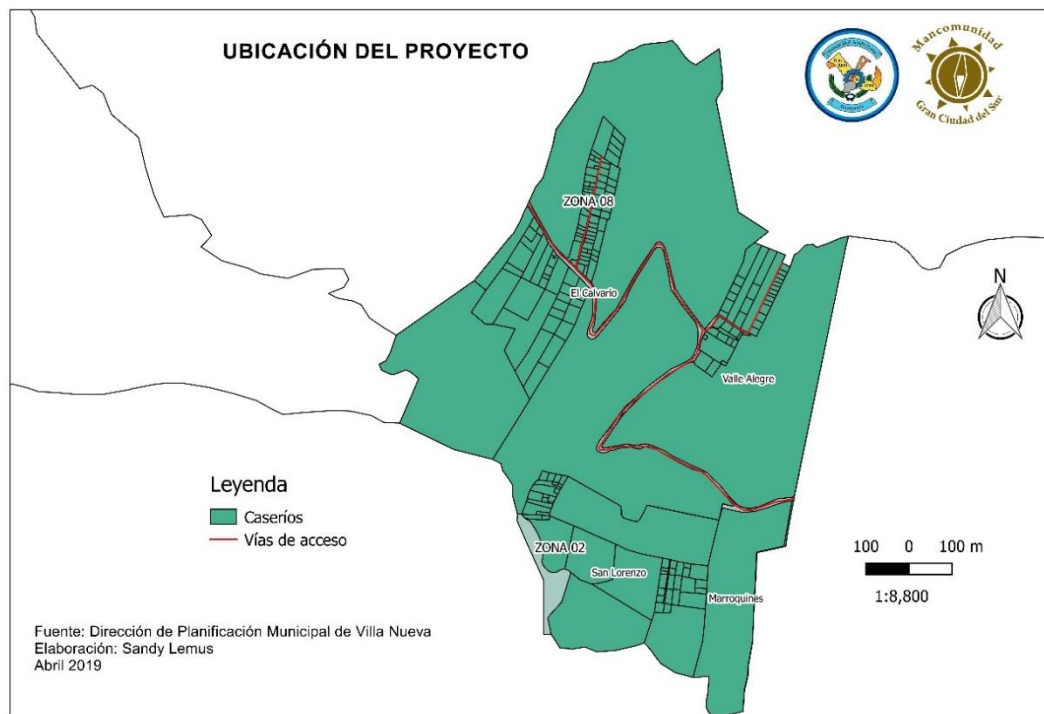 UBICACIÓN DEL PROYECTO
Mancomunidad
Gran Ciudad del Sur
ZONA 08
El Calvario
N
Valle Alegre
Leyenda
Caseríos
Vías de acceso
ZONA 02
San Lorenzo
Marroquines
100 0 100 m
1:8,800
Fuente: Dirección de Planificación Municipal de Villa Nueva
Elaboración: Sandy Lemus
Abril 2019